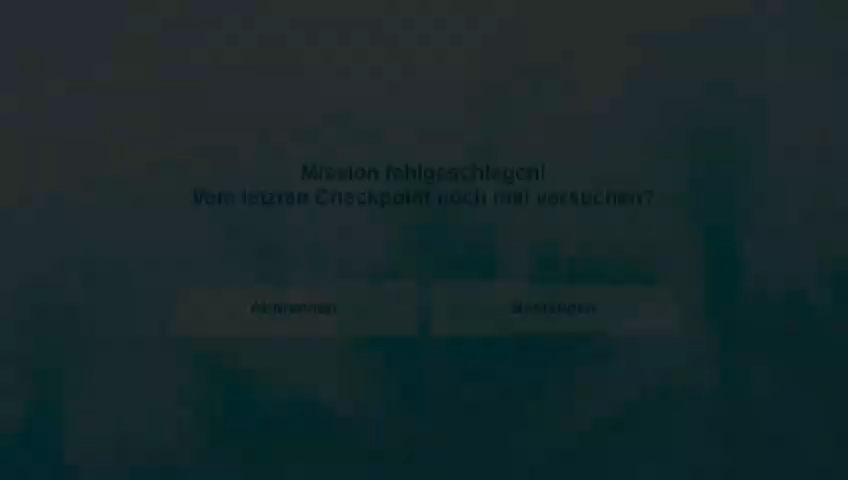 Mission fehlgeschlagen!
Vom letzten Checkpoint noch mal versuchen?
Abbrechen
Bestätigen